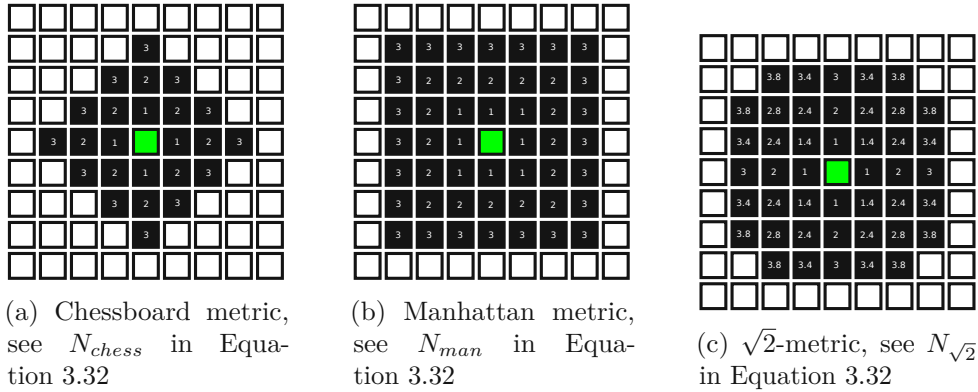 3
3 2 3
3 2 1 2 3
3 2 1 1 2 3
3 2 1 2 3
3 2 3
3
(a) Chessboard metric,
see N_chess in Equa-
tion 3.32
3 3 3 3 3 3 3
3 2 2 2 2 2 3
3 2 1 1 1 2 3
3 2 1 1 2 3
3 2 1 1 1 2 3
3 2 2 2 2 2 3
3 3 3 3 3 3 3
(b) Manhattan metric,
see N_man in Equa-
tion 3.32
3.8 3.4 3 3.4 3.8
3.8 2.8 2.4 2 2.4 2.8 3.8
3.4 2.4 1.4 1 1.4 2.4 3.4
3 2 1 1 2 3
3.4 2.4 1.4 1 1.4 2.4 3.4
3.8 2.8 2.4 2 2.4 2.8 3.8
3.8 3.4 3 3.4 3.8
(c) √2-metric, see N_√2
in Equation 3.32